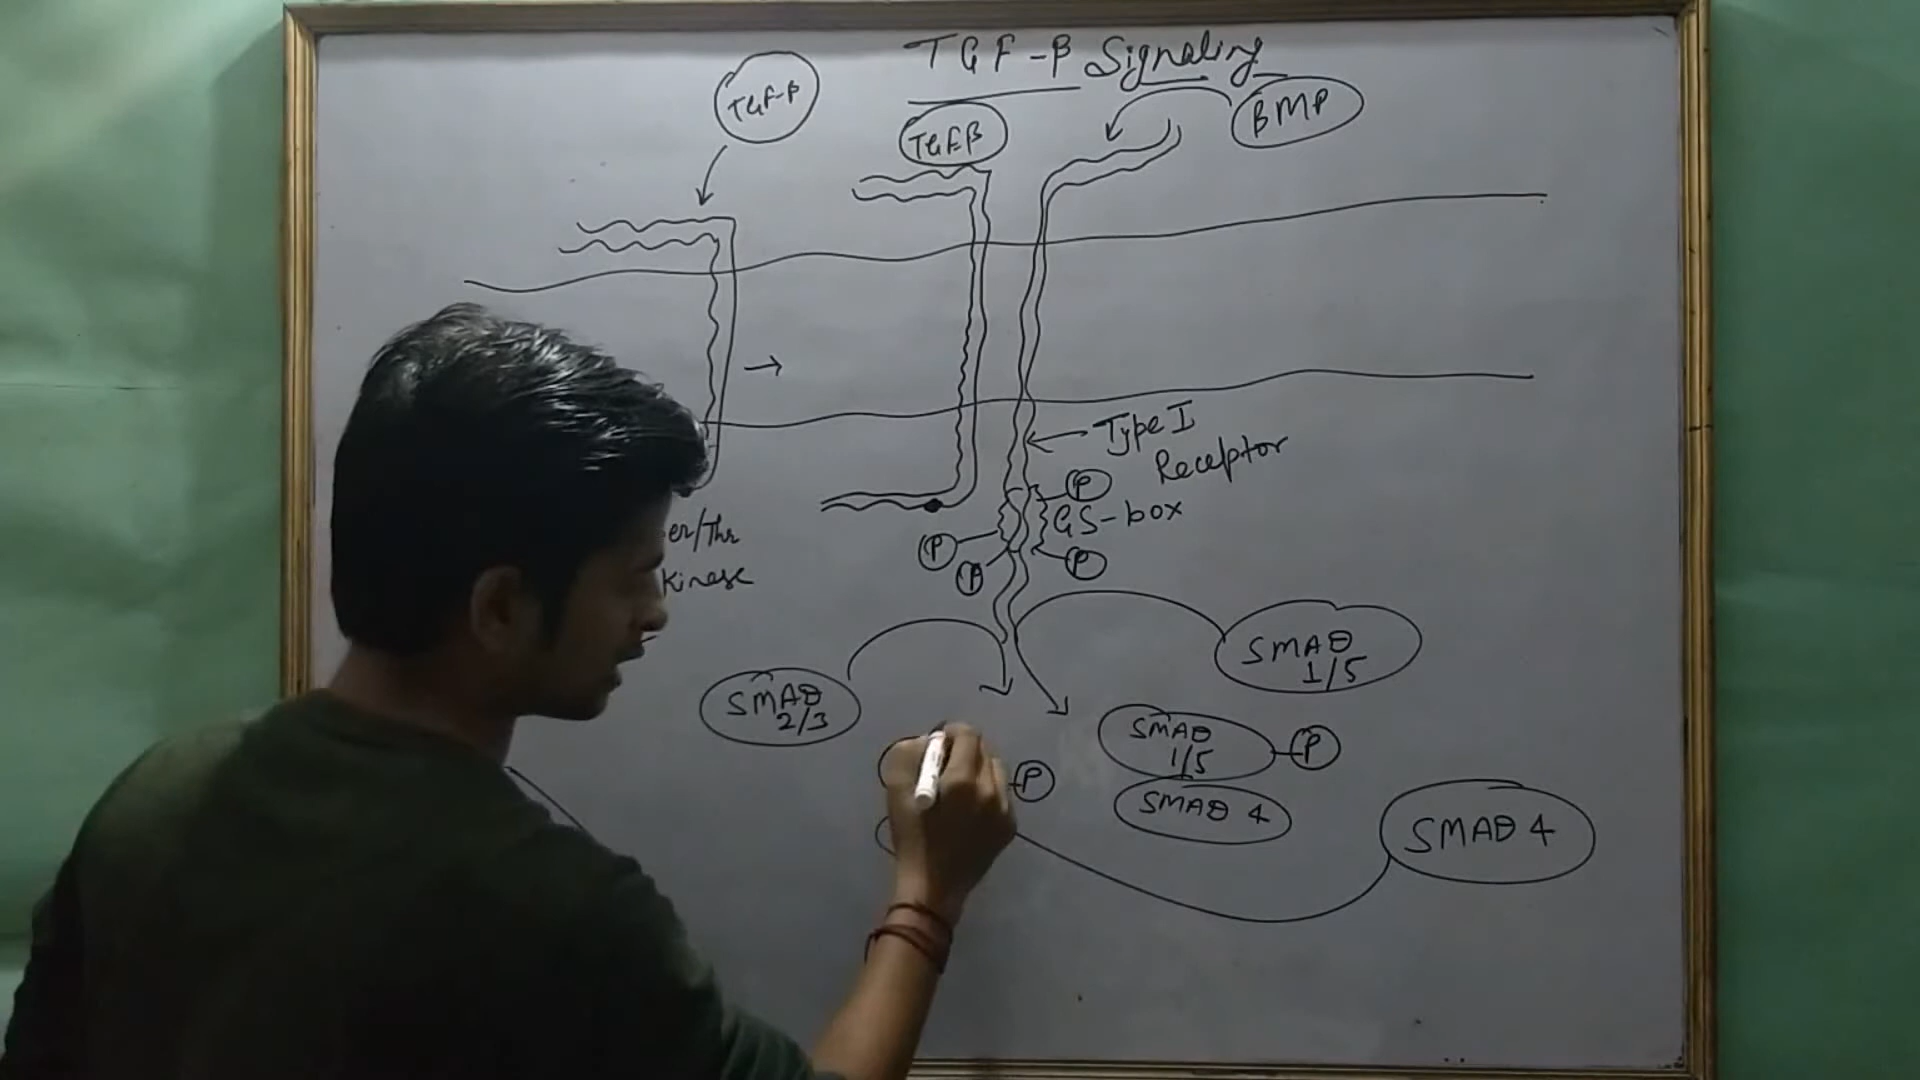 TGF-β Signaling
TGF-β
TGFβ
BMP
Type I
Receptor
P
GS-box
er/Thr
Kinase
P
P
P
SMAD
1/5
SMAD
2/3
SMAD
1/5
P
P
SMAD 4
SMAD 4